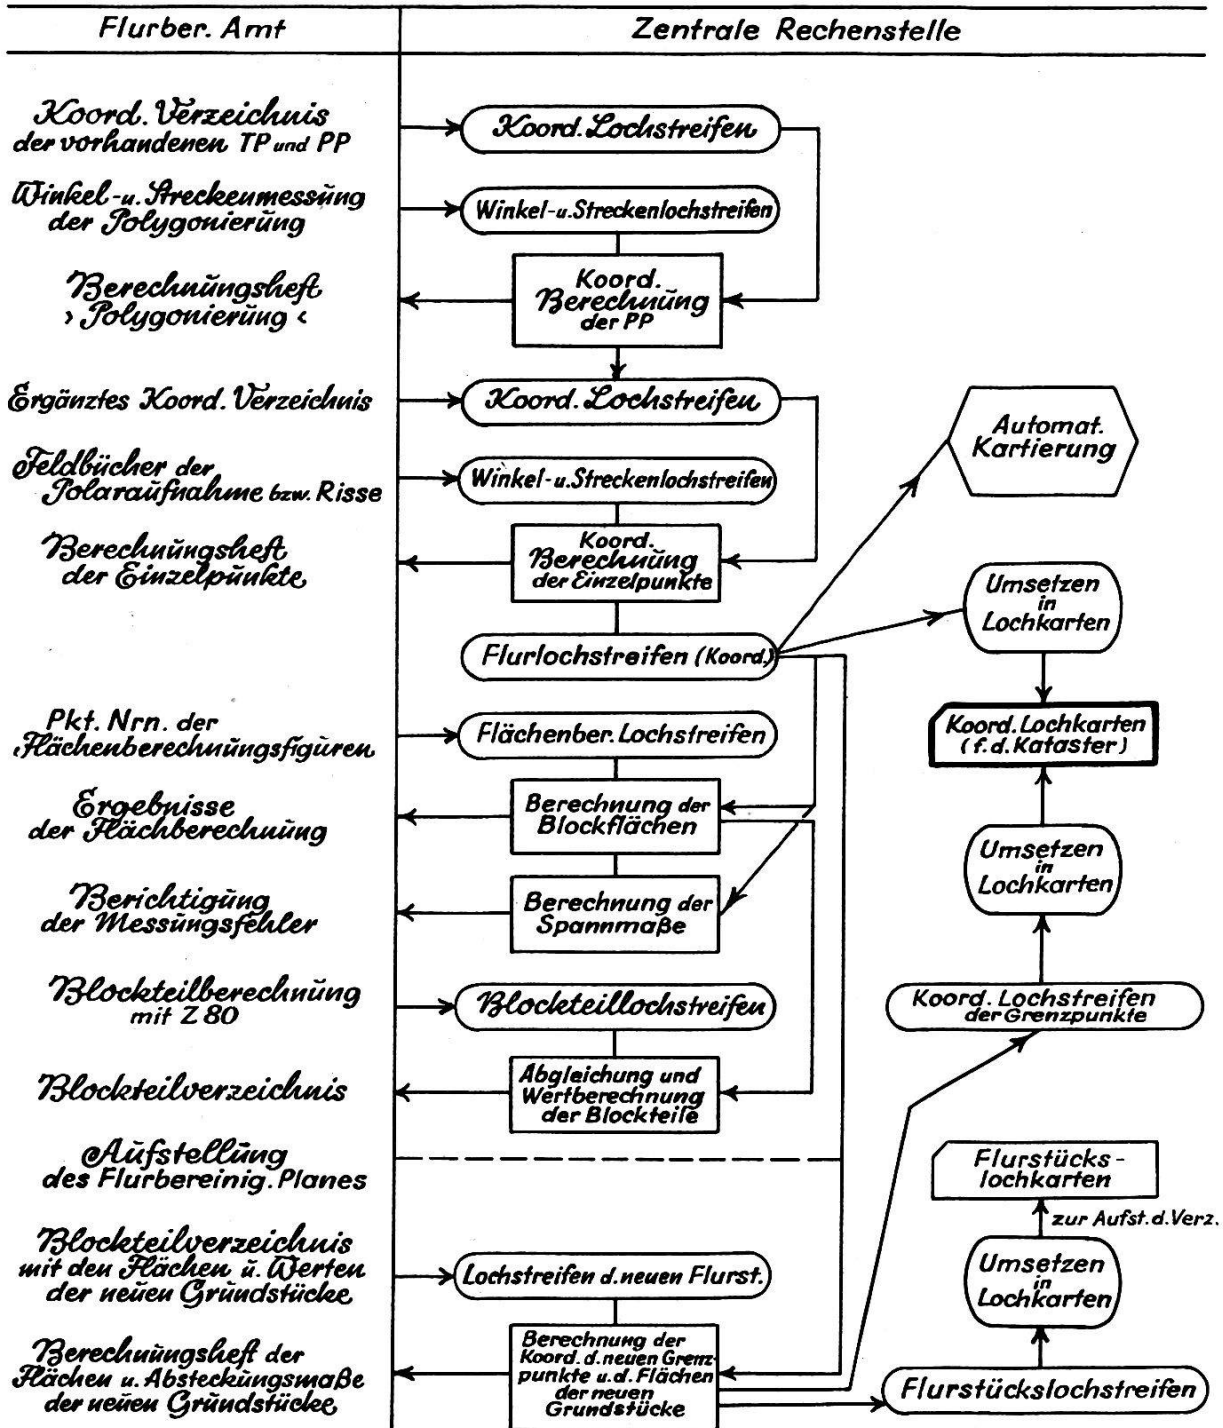 Flurber. Amt
Zentrale Rechenstelle
Koord. Verzeichnis
der vorhandenen TP und PP
Koord. Lochstreifen
Winkel-u. Streckenmessung
der Polygonierung
Winkel-u. Streckenlochstreifen
Berechnungsheft
› Polygonierung ‹
Koord.
Berechnung
der PP
Ergänztes Koord. Verzeichnis
Koord. Lochstreifen
Automat.
Kartierung
Feldbücher der
Polaraufnahme bzw. Risse
Winkel-u. Streckenlochstreifen
Berechnungsheft
der Einzelpunkte
Koord.
Berechnung
der Einzelpunkte
Umsetzen
in
Lochkarten
Flurlochstreifen (Koord.)
Pkt. Nrn. der
Flächenberechnungsfiguren
Flächenber. Lochstreifen
Koord. Lochkarten
(f. d. Kataster)
Ergebnisse
der Flächberechnung
Berechnung der
Blockflächen
Umsetzen
in
Lochkarten
Berichtigung
der Messungsfehler
Berechnung der
Spannmaße
Blockteilberechnung
mit Z 80
Blockteillochstreifen
Koord. Lochstreifen
der Grenzpunkte
Blockteilverzeichnis
Abgleichung und
Wertberechnung
der Blockteile
Aufstellung
des Flurbereinig. Planes
Flurstücks-
lochkarten
zur Aufst. d. Verz.
Blockteilverzeichnis
mit den Flächen u. Werten
der neuen Grundstücke
Lochstreifen d. neuen Flurst.
Umsetzen
in
Lochkarten
Berechnungsheft der
Flächen u. Absteckungsmaße
der neuen Grundstücke
Berechnung der
Koord. d. neuen Grenz-
punkte u. d. Flächen
der neuen
Grundstücke
Flurstückslochstreifen